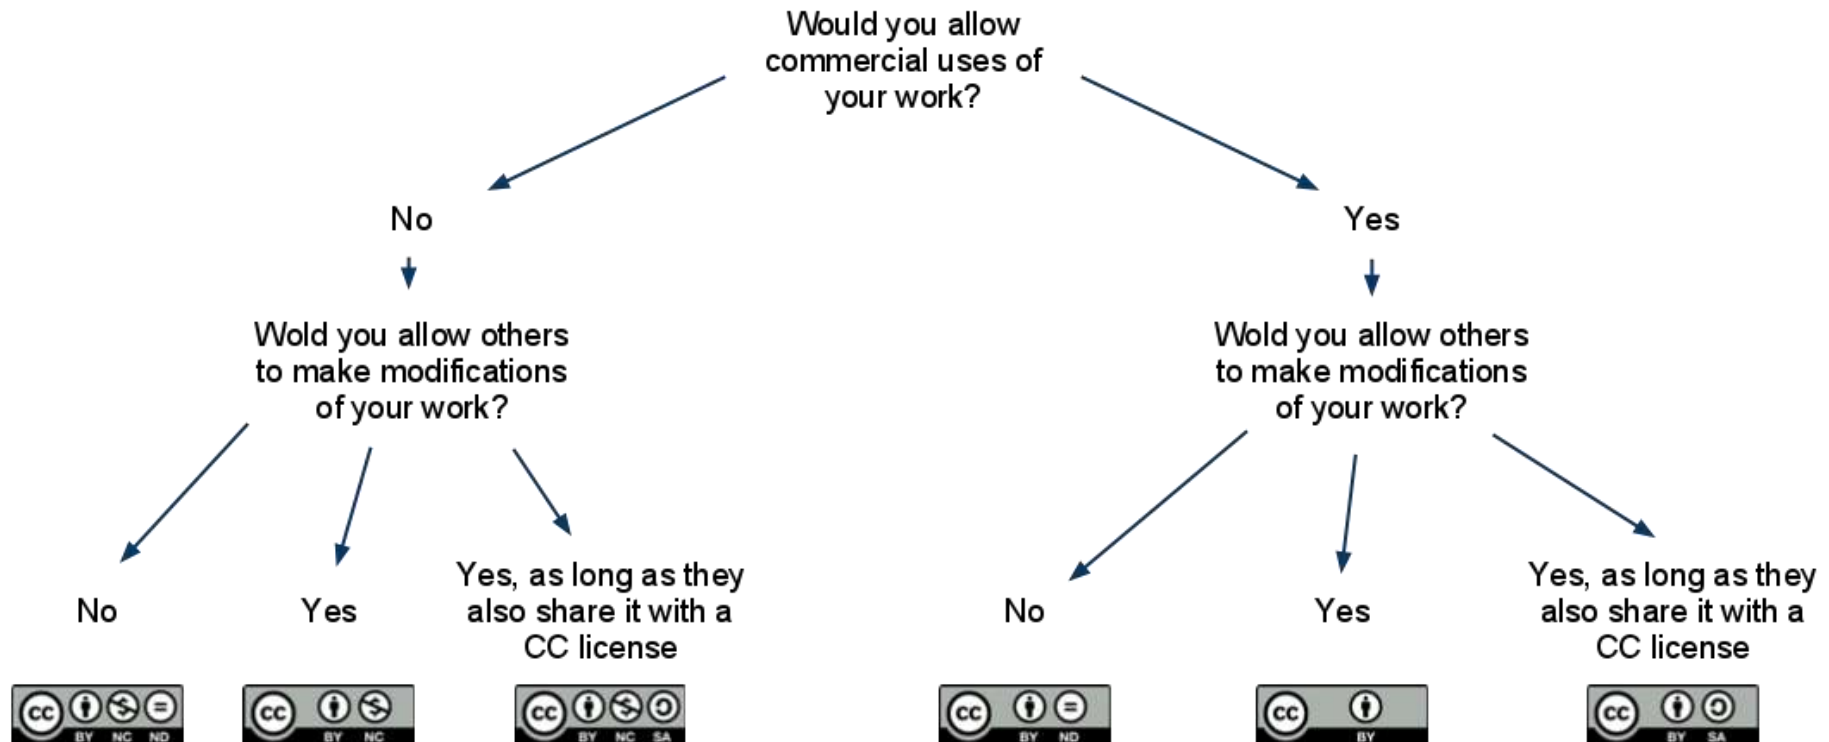 Would you allow
commercial uses of
your work?
No
Yes
Wold you allow others
to make modifications
of your work?
Wold you allow others
to make modifications
of your work?
No
Yes
Yes, as long as they
also share it with a
CC license
No
Yes
Yes, as long as they
also share it with a
CC license
cc BY NC ND
cc BY NC
cc BY NC SA
cc BY ND
cc BY
cc BY SA